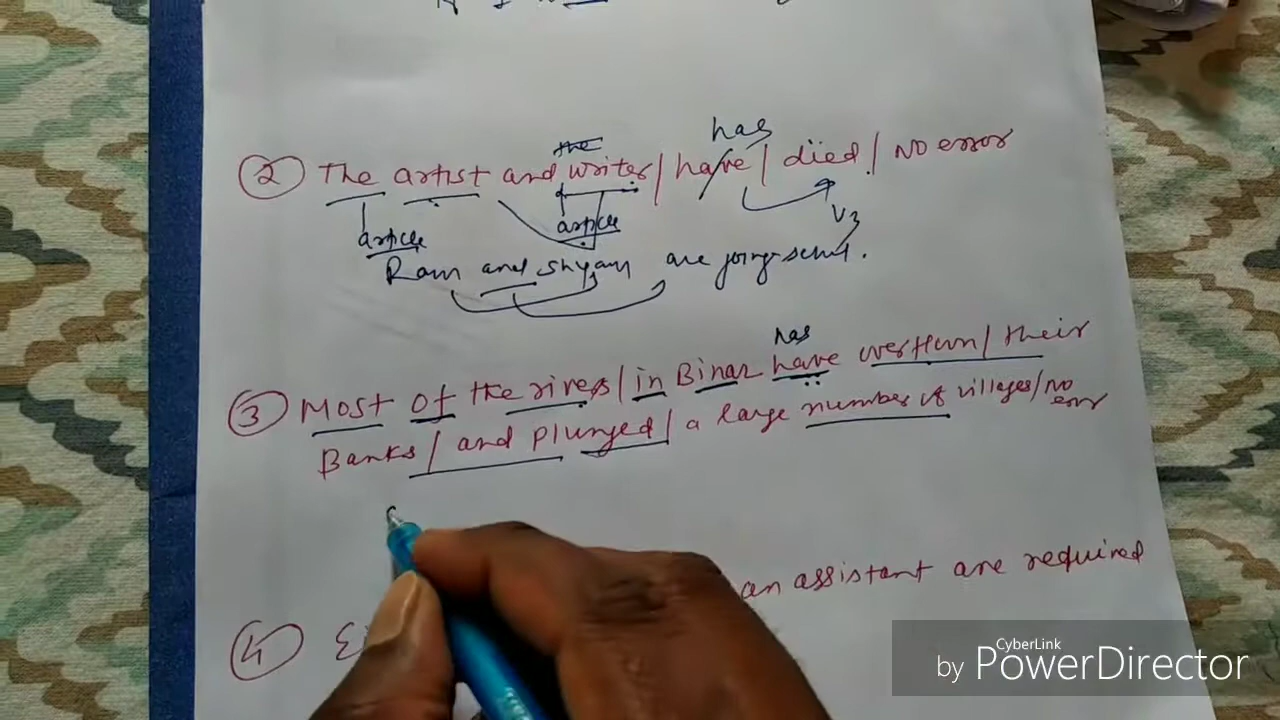 the
has
② The artist and writer/ have/ died/ No error
article
article
V3
Ram and shyam are going
has
③ Most of the rivers/ in Bihar have overflown/ their
Banks/ and plunged/ a large number of villages/ No
error
an assistant are required
④
CyberLink
by PowerDirector